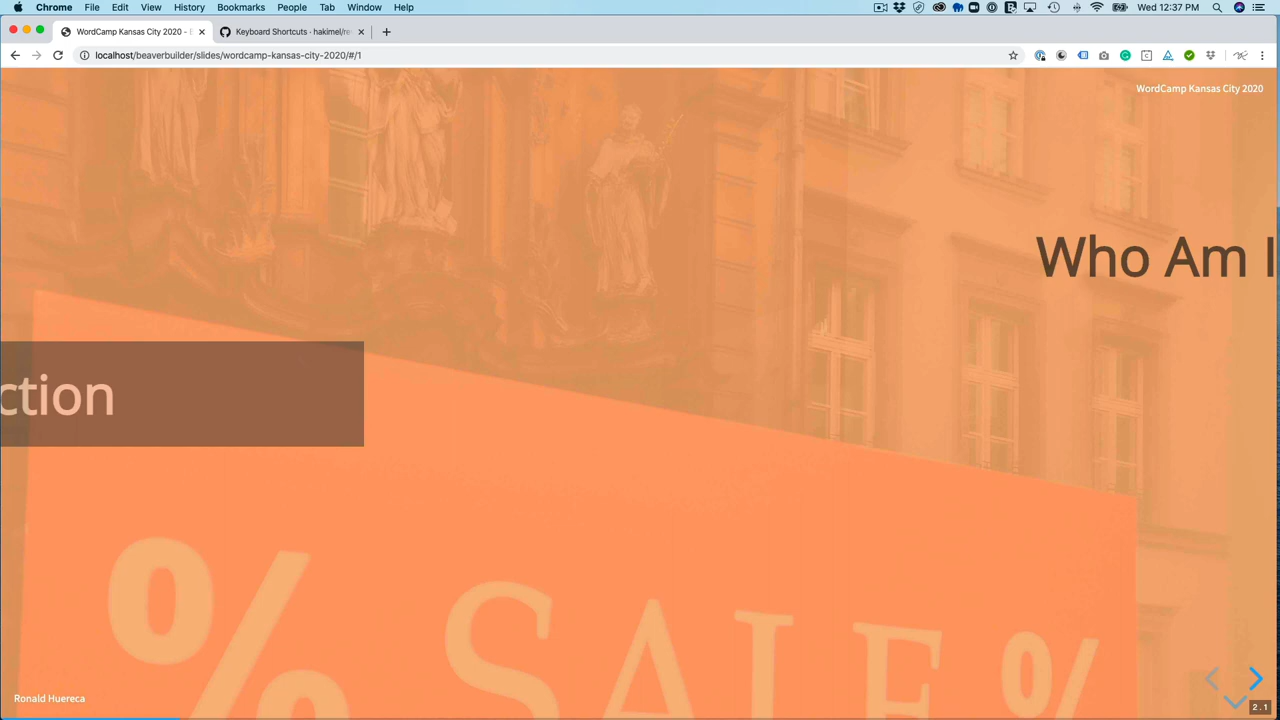 Chrome File Edit View History Bookmarks People Tab Window Help Wed 12:37 PM
WordCamp Kansas City 2020 -
Keyboard Shortcuts · hakimel/re
localhost/beaverbuilder/slides/wordcamp-kansas-city-2020/#/1
WordCamp Kansas City 2020
Who Am I
ction
% SALE %
Ronald Huereca
2.1